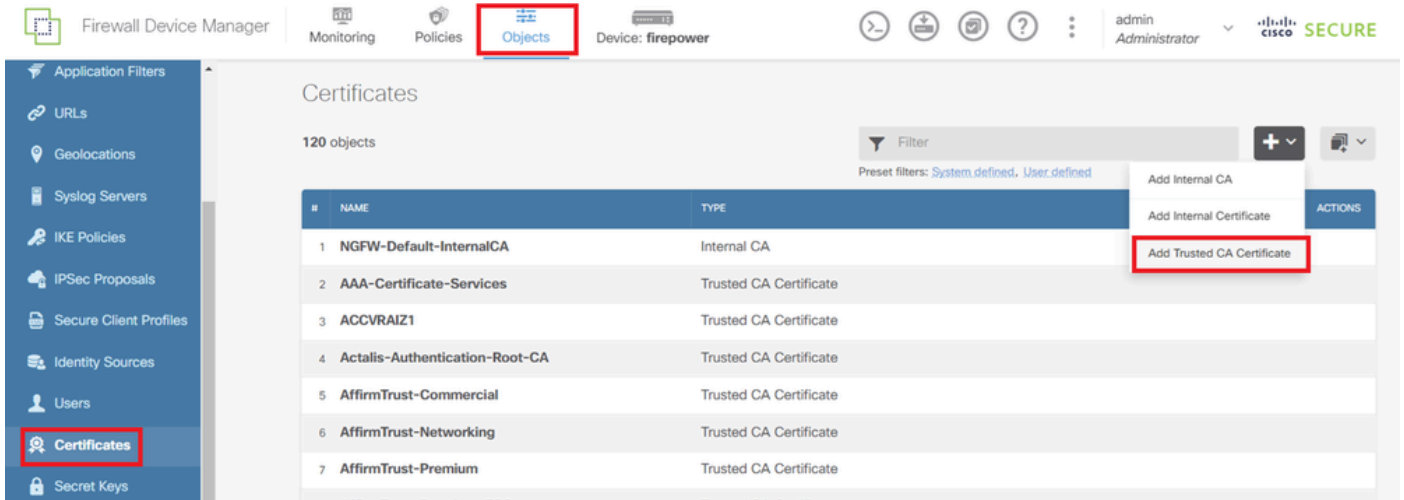 Firewall Device Manager
Monitoring
Policies
Objects
Device: firepower
>_
?
admin
Administrator
cisco SECURE
Application Filters
URLs
Geolocations
Syslog Servers
IKE Policies
IPSec Proposals
Secure Client Profiles
Identity Sources
Users
Certificates
Secret Keys
Certificates
120 objects
Filter
Preset filters: System defined, User defined
Add Internal CA
Add Internal Certificate
Add Trusted CA Certificate
# NAME TYPE ACTIONS
1 NGFW-Default-InternalCA Internal CA
2 AAA-Certificate-Services Trusted CA Certificate
3 ACCVRAIZ1 Trusted CA Certificate
4 Actalis-Authentication-Root-CA Trusted CA Certificate
5 AffirmTrust-Commercial Trusted CA Certificate
6 AffirmTrust-Networking Trusted CA Certificate
7 AffirmTrust-Premium Trusted CA Certificate